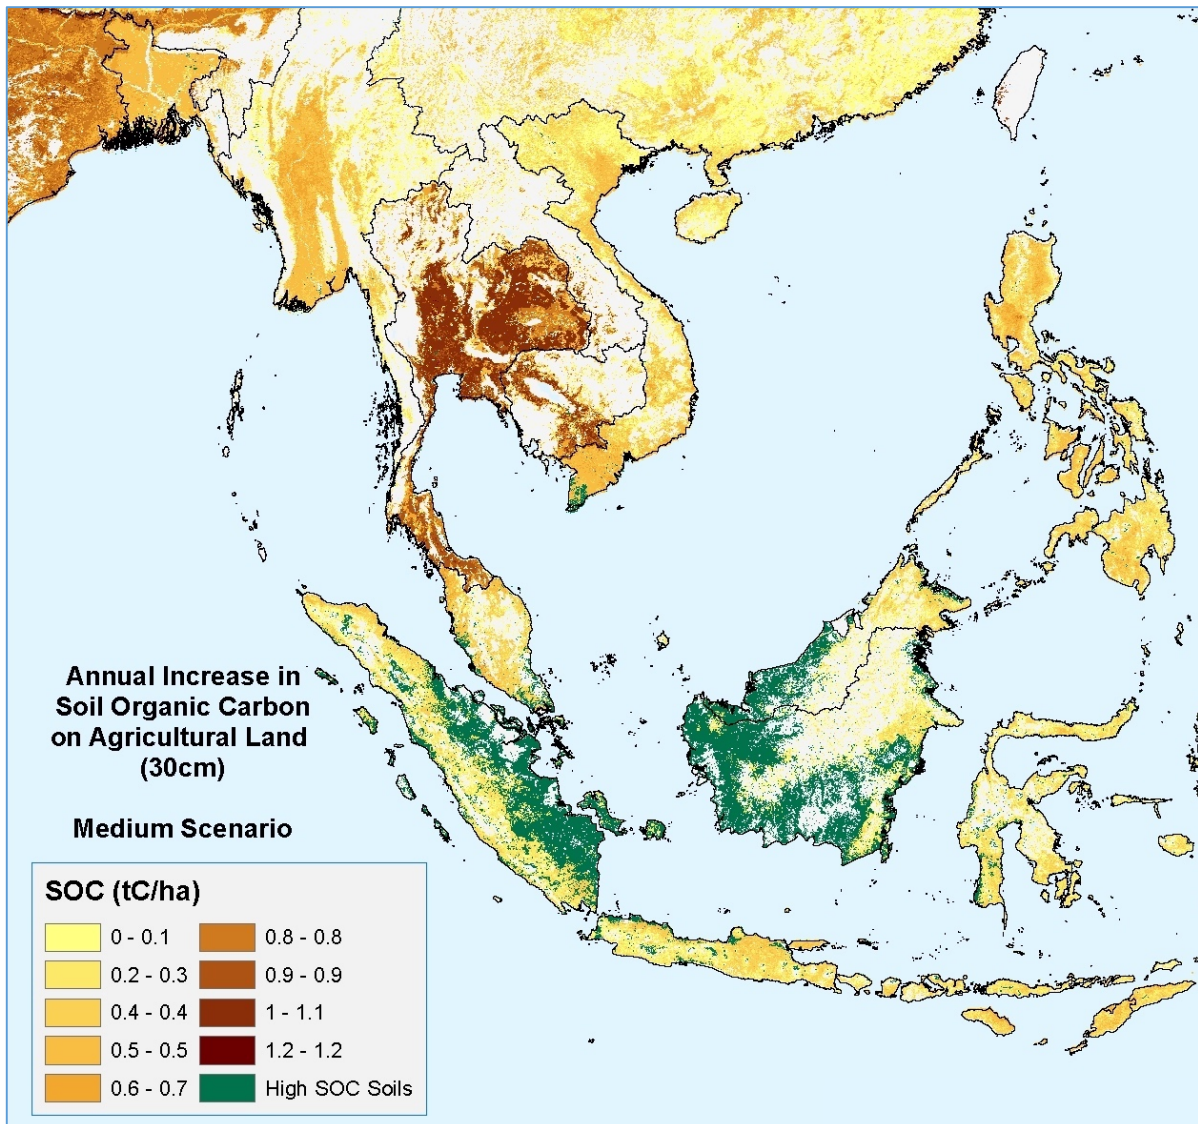 Annual Increase in
Soil Organic Carbon
on Agricultural Land
(30cm)
Medium Scenario
SOC (tC/ha)
0 - 0.1
0.2 - 0.3
0.4 - 0.4
0.5 - 0.5
0.6 - 0.7
0.8 - 0.8
0.9 - 0.9
1 - 1.1
1.2 - 1.2
High SOC Soils